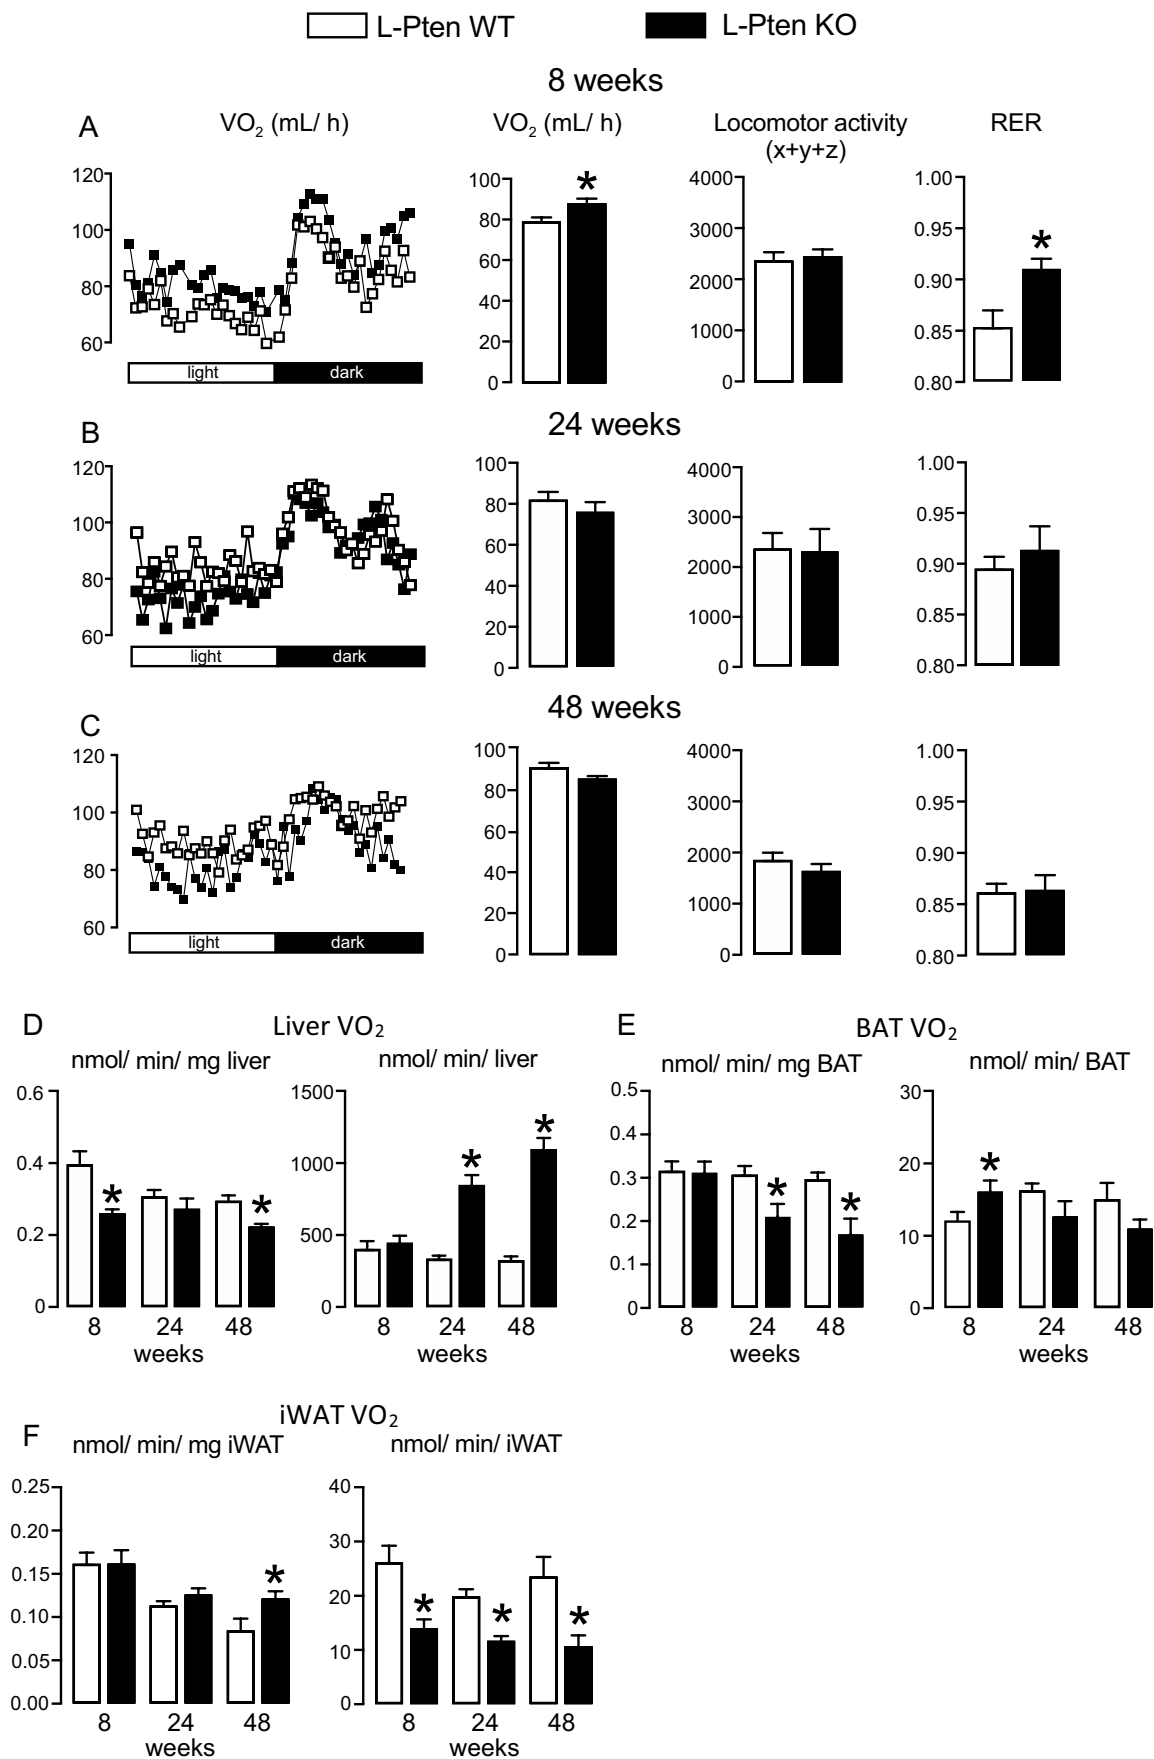 L-Pten WT L-Pten KO
8 weeks
A VO₂ (mL/ h) VO₂ (mL/ h) Locomotor activity RER
(x+y+z)
120 100 4000 1.00
100 80 3000 0.95
80 60 2000 0.90
60 40 1000 0.85
20 0 0.80
0
* *
light dark
24 weeks
B
120 100 4000 1.00
100 80 3000 0.95
80 60 2000 0.90
60 40 1000 0.85
20 0 0.80
0
light dark
48 weeks
C
120 100 4000 1.00
100 80 3000 0.95
80 60 2000 0.90
60 40 1000 0.85
20 0 0.80
0
light dark
D Liver VO₂
nmol/ min/ mg liver nmol/ min/ liver
0.6 1500
0.4 1000
0.2 500
0 0
* * * *
8 24 48 8 24 48
weeks weeks
E BAT VO₂
nmol/ min/ mg BAT nmol/ min/ BAT
0.5 30
0.4 20
0.3 10
0.2 0
0.1
0
* * *
8 24 48 8 24 48
weeks weeks
F iWAT VO₂
nmol/ min/ mg iWAT nmol/ min/ iWAT
0.25 40
0.20 30
0.15 20
0.10 10
0.05 0
0.00
* * * *
8 24 48 8 24 48
weeks weeks